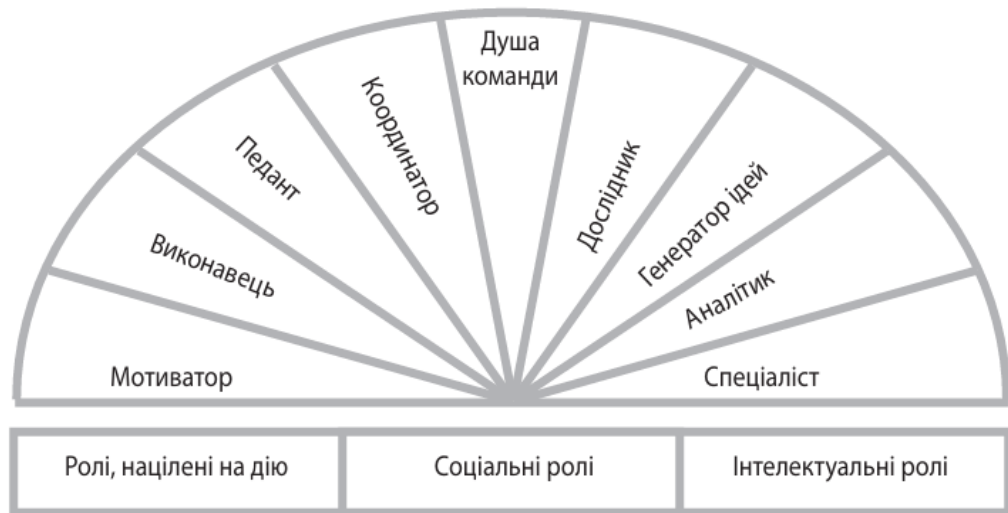 Мотиватор
Виконавець
Педант
Координатор
Душа
команди
Дослідник
Генератор ідей
Аналітик
Спеціаліст
Ролі, націлені на дію
Соціальні ролі
Інтелектуальні ролі